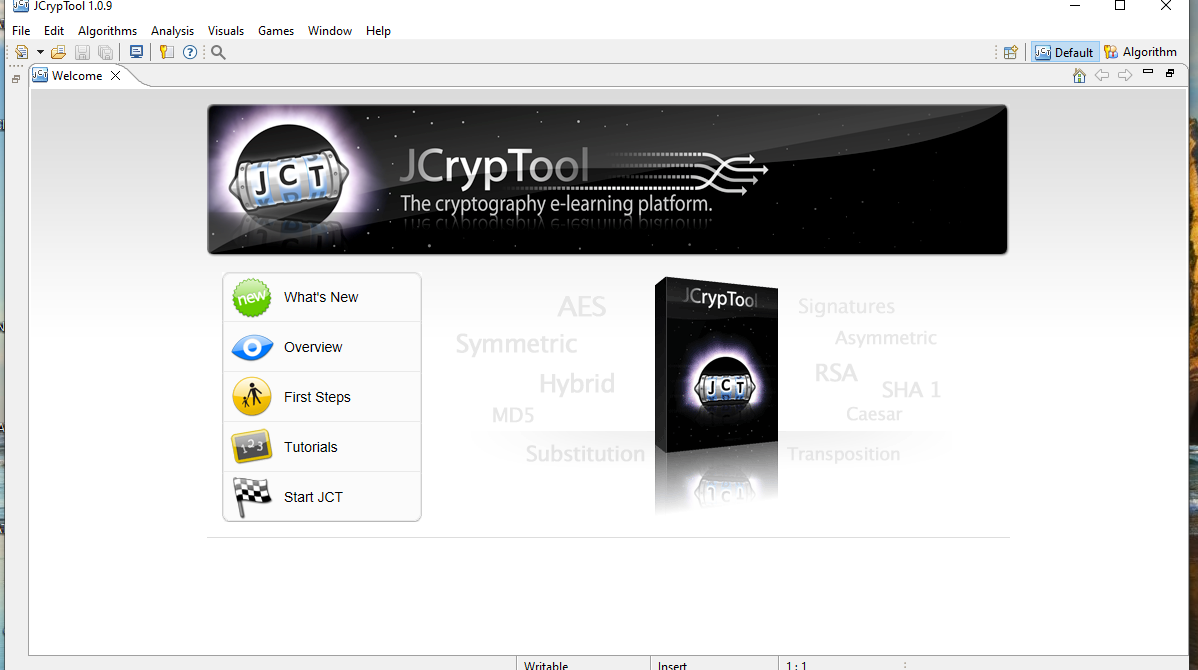 JCrypTool 1.0.9
File Edit Algorithms Analysis Visuals Games Window Help
Default Algorithm
Welcome
JCT
JCrypTool
The cryptography e-learning platform.
new What's New
Overview
First Steps
123 Tutorials
Start JCT
AES
Symmetric
Hybrid
MD5
Substitution
JCrypTool
JCT
Signatures
Asymmetric
RSA
SHA 1
Caesar
Transposition
Writable Insert 1 : 1